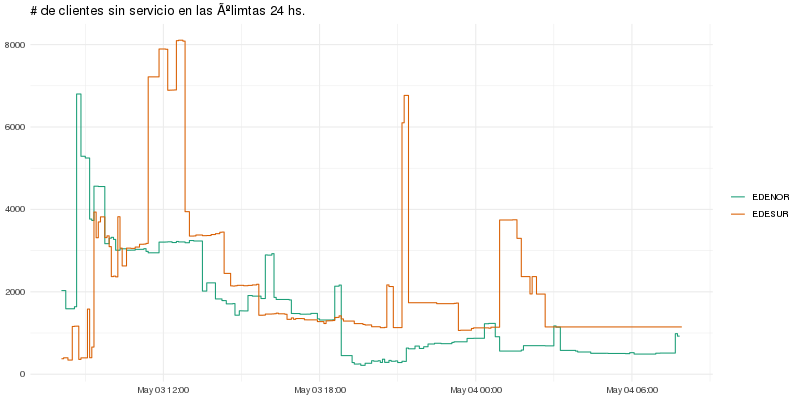 # de clientes sin servicio en las Ãºlimtas 24 hs.
8000
6000
4000
2000
0
May 03 12:00
May 03 18:00
May 04 00:00
May 04 06:00
EDENOR
EDESUR